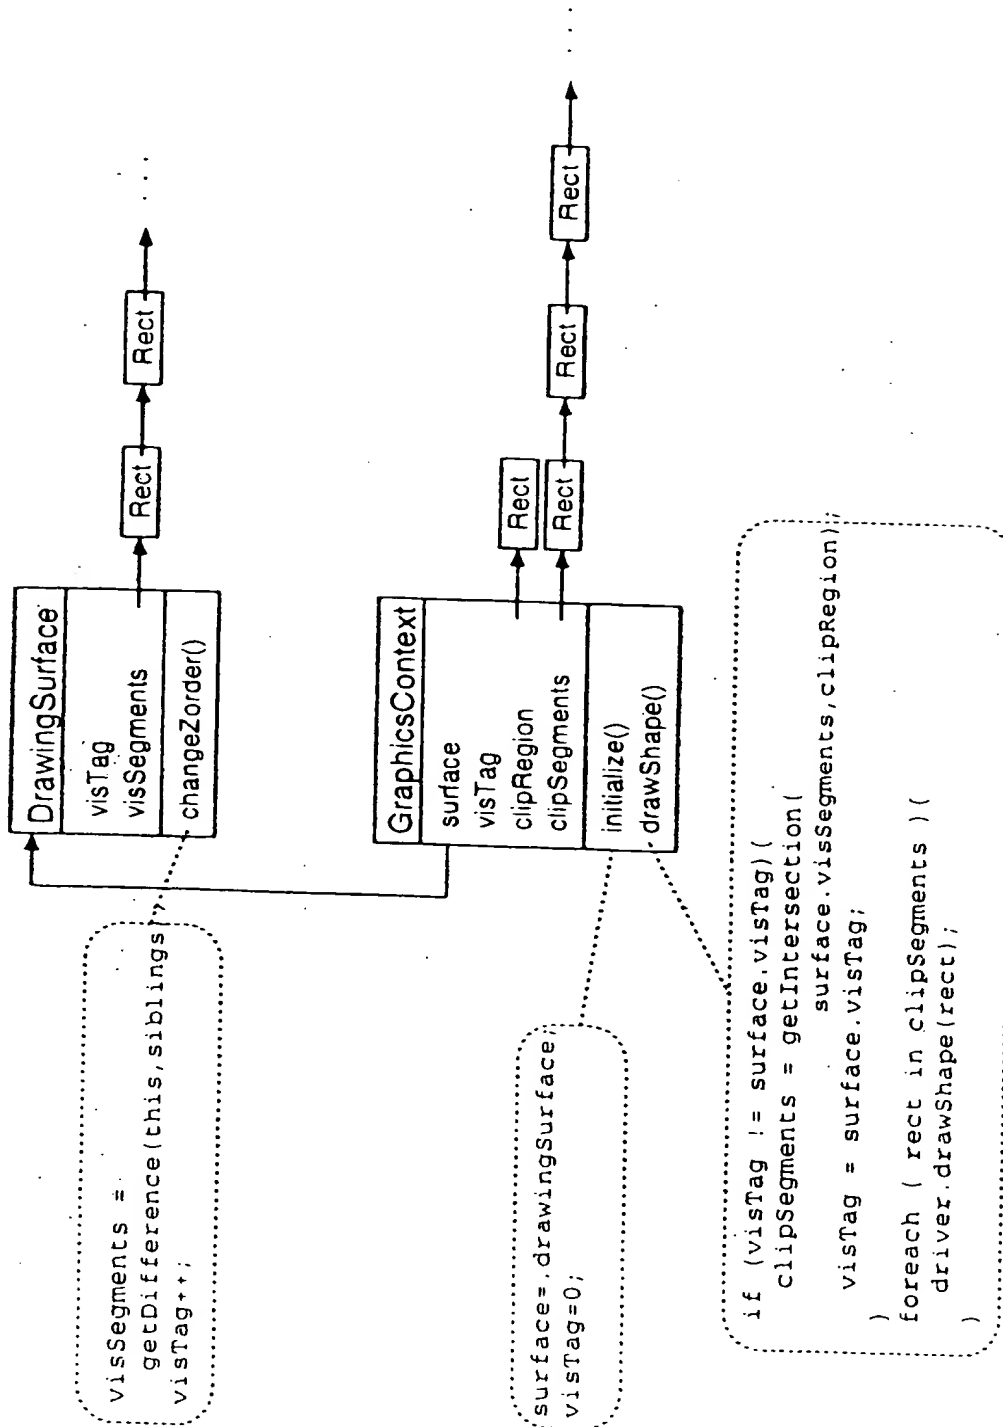 visSegments =
getDifference(this,siblings);
visTag++;
DrawingSurface
visTag
visSegments
changeZorder()
Rect
Rect
...
surface=.drawingSurface;
visTag=0;
GraphicsContext
surface
visTag
clipRegion
clipSegments
initialize()
drawShape()
Rect
Rect
Rect
Rect
...
if (visTag != surface.visTag)(
clipSegments = getIntersection(
surface.visSegments,clipRegion);
visTag = surface.visTag;
)
foreach ( rect in clipSegments )(
driver.drawShape(rect);
)